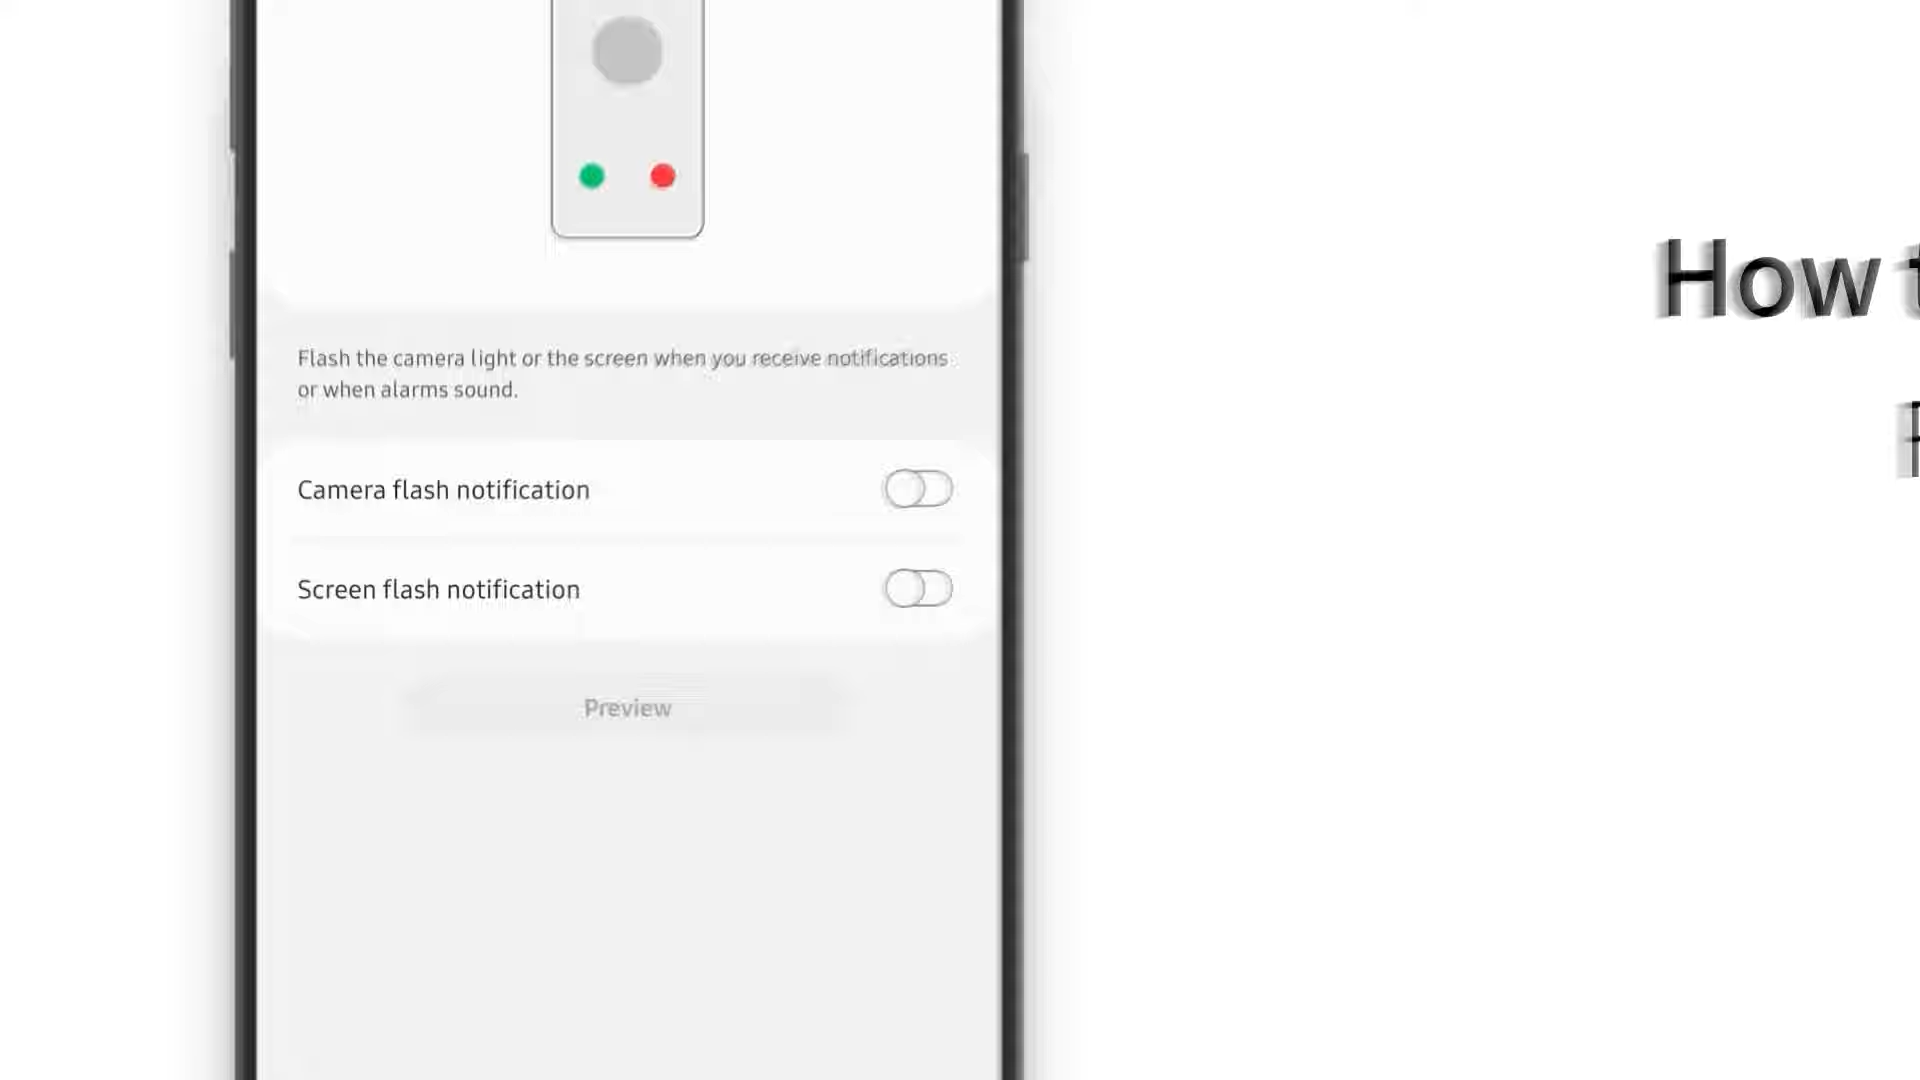 Flash the camera light or the screen when you receive notifications
or when alarms sound.
Camera flash notification
Screen flash notification
Preview
How